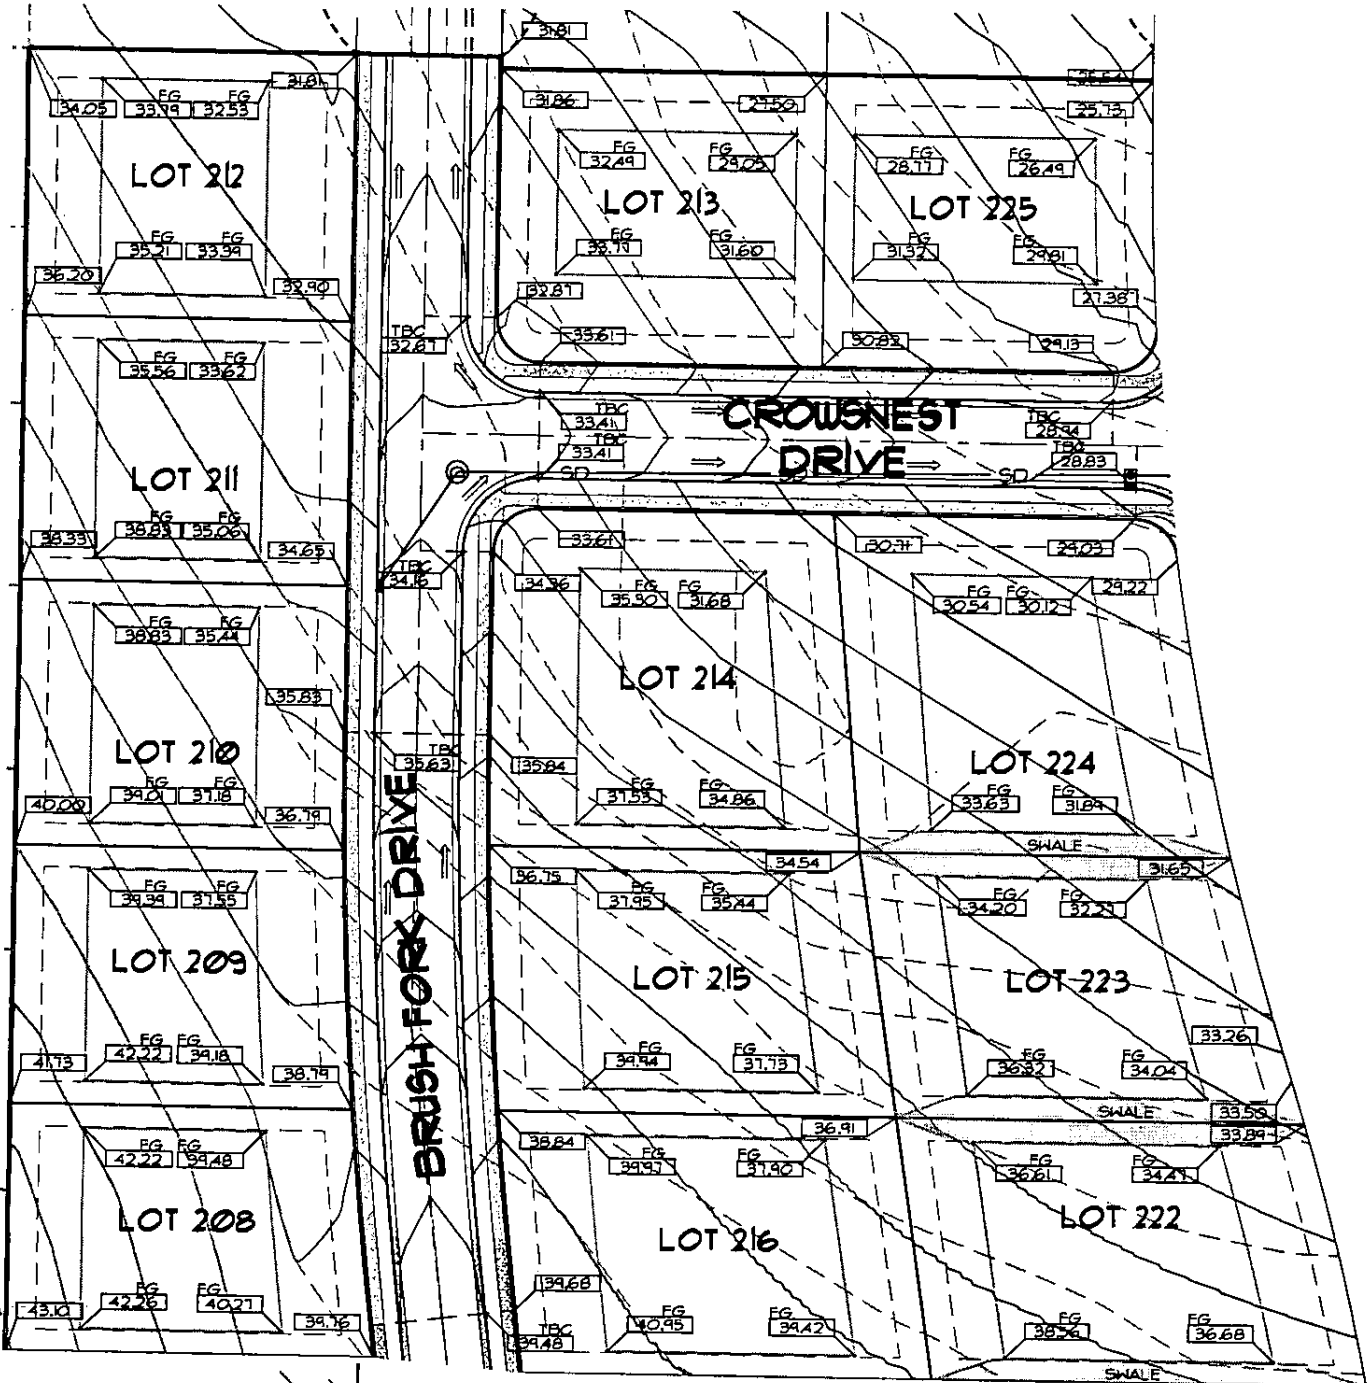 31.81
31.81
25.73
FG FG
34.05 33.99 32.53
31.86
27.50
FG FG
32.49 29.05
FG FG
28.77 26.49
LOT 212
LOT 213
LOT 225
FG FG
35.21 33.39
FG FG
31.60
FG FG
31.32 29.81
36.20
32.90
32.87
27.38
TBC
32.67
33.61
30.82
29.13
FG FG
35.56 33.62
TBC
33.41
CROWSNEST
DRIVE
TBC
28.94
TBC
33.41
TBC
28.83
SD
SD
LOT 211
FG FG
38.83 35.06
38.33
34.65
33.61
30.71
29.03
TBC
34.16
34.36
29.22
FG FG
38.83 35.44
FG FG
35.30 31.68
FG FG
30.54 30.12
LOT 214
35.83
LOT 210
TBC
35.63
35.84
LOT 224
FG FG
39.01 37.18
FG FG
37.53 34.86
FG FG
33.63 31.89
40.00
36.79
BRUSH FORK DRIVE
SWALE
34.54
31.65
36.75
FG FG
39.39 37.55
FG FG
37.95 35.44
FG FG
34.20 32.23
LOT 209
LOT 215
LOT 223
33.26
FG FG
42.22 39.18
FG FG
39.94 37.73
FG FG
36.32 34.04
41.73
38.79
SWALE
33.50
36.91
33.89
38.84
FG FG
42.22 39.48
FG FG
39.97 37.90
FG FG
36.61 34.47
LOT 208
LOT 216
LOT 222
39.68
FG FG
42.26 40.27
43.10
39.76
FG FG
40.95 39.42
FG FG
38.56 36.68
TBC
39.48
SWALE